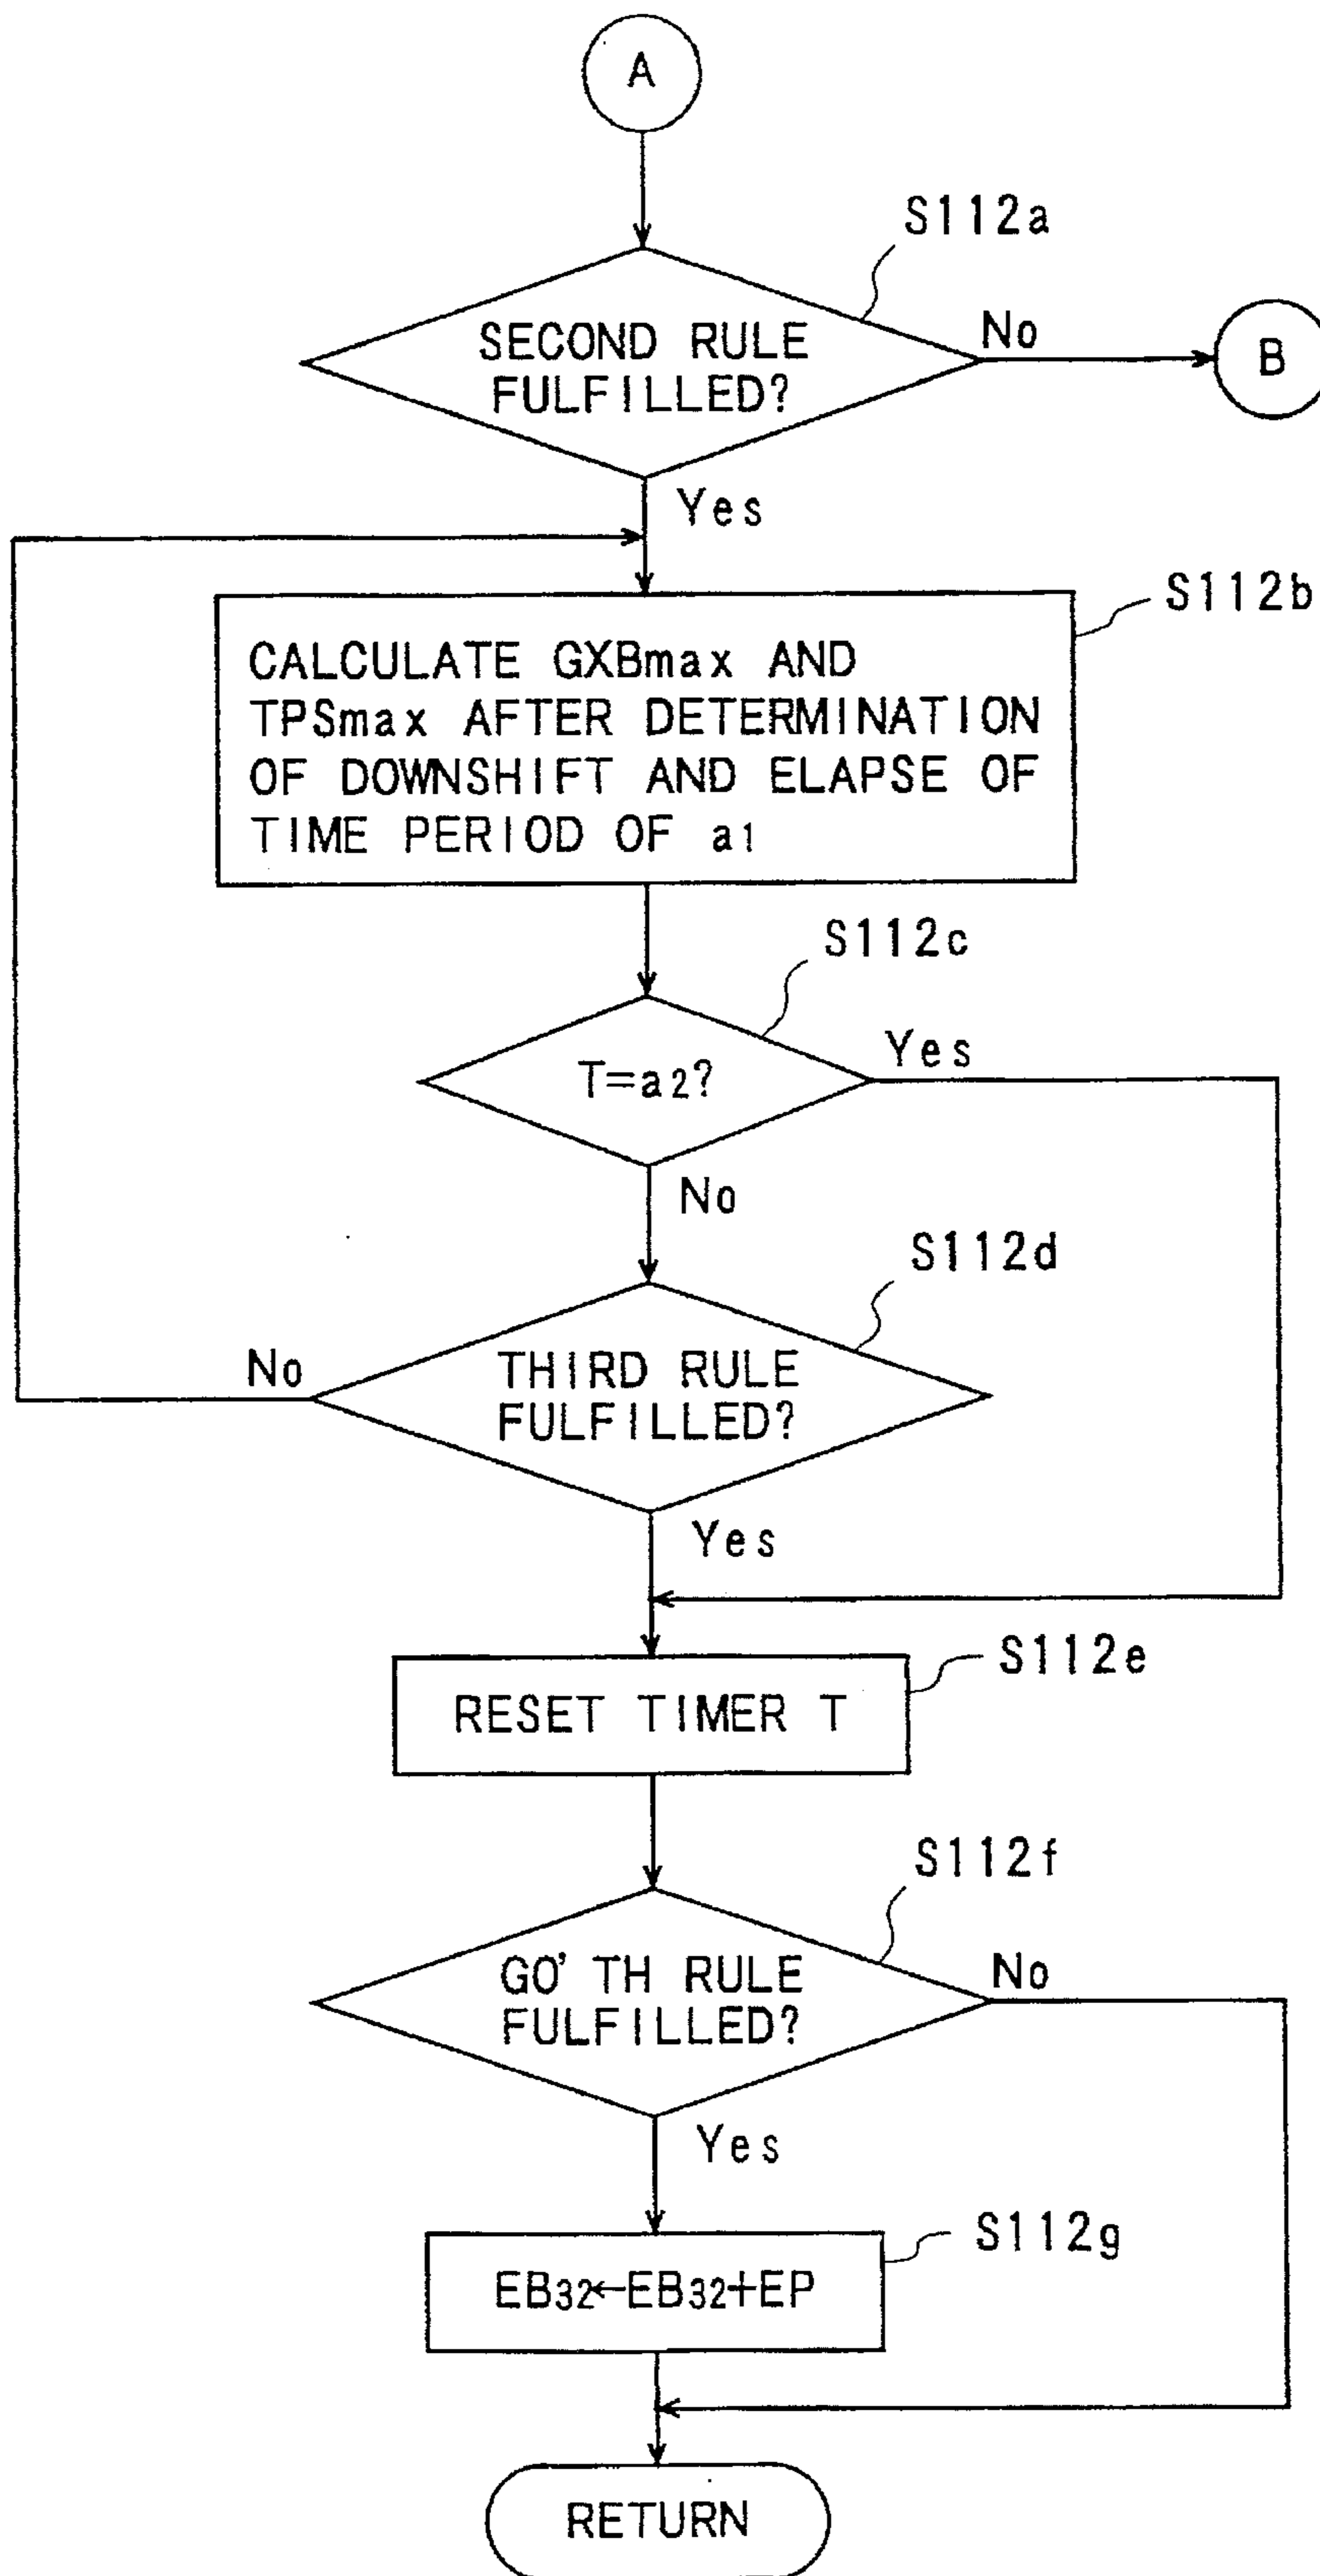 A
S112a
SECOND RULE
FULFILLED?
No
B
Yes
S112b
CALCULATE GXBmax AND
TPSmax AFTER DETERMINATION
OF DOWNSHIFT AND ELAPSE OF
TIME PERIOD OF a1
S112c
T=a2?
Yes
No
S112d
THIRD RULE
FULFILLED?
No
Yes
S112e
RESET TIMER T
S112f
GO' TH RULE
FULFILLED?
No
Yes
S112g
EB32←EB32+EP
RETURN